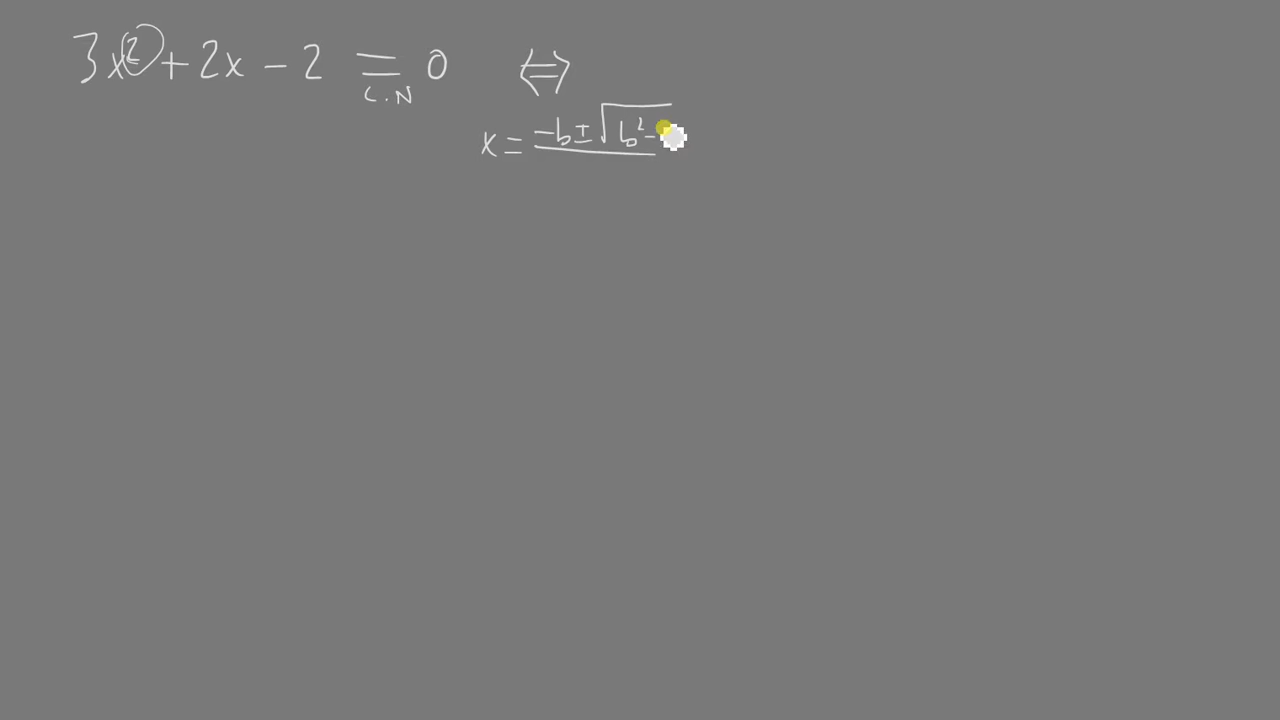 3x² + 2x - 2 = 0 ⇔
C.N
x = -b ± √b² -